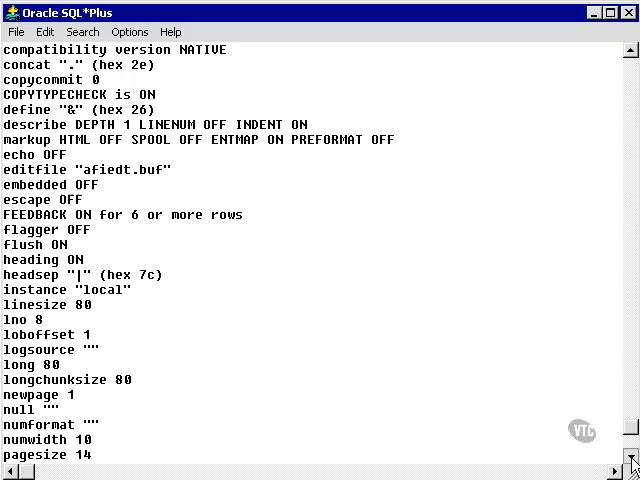 Oracle SQL*Plus
File Edit Search Options Help
compatibility version NATIVE
concat "." (hex 2e)
copycommit 0
COPYTYPECHECK is ON
define "&" (hex 26)
describe DEPTH 1 LINENUM OFF INDENT ON
markup HTML OFF SPOOL OFF ENTMAP ON PREFORMAT OFF
echo OFF
editfile "afiedt.buf"
embedded OFF
escape OFF
FEEDBACK ON for 6 or more rows
flagger OFF
flush ON
heading ON
headsep "|" (hex 7c)
instance "local"
linesize 80
lno 8
loboffset 1
logsource ""
long 80
longchunksize 80
newpage 1
null ""
numformat ""
numwidth 10
pagesize 14
VTC